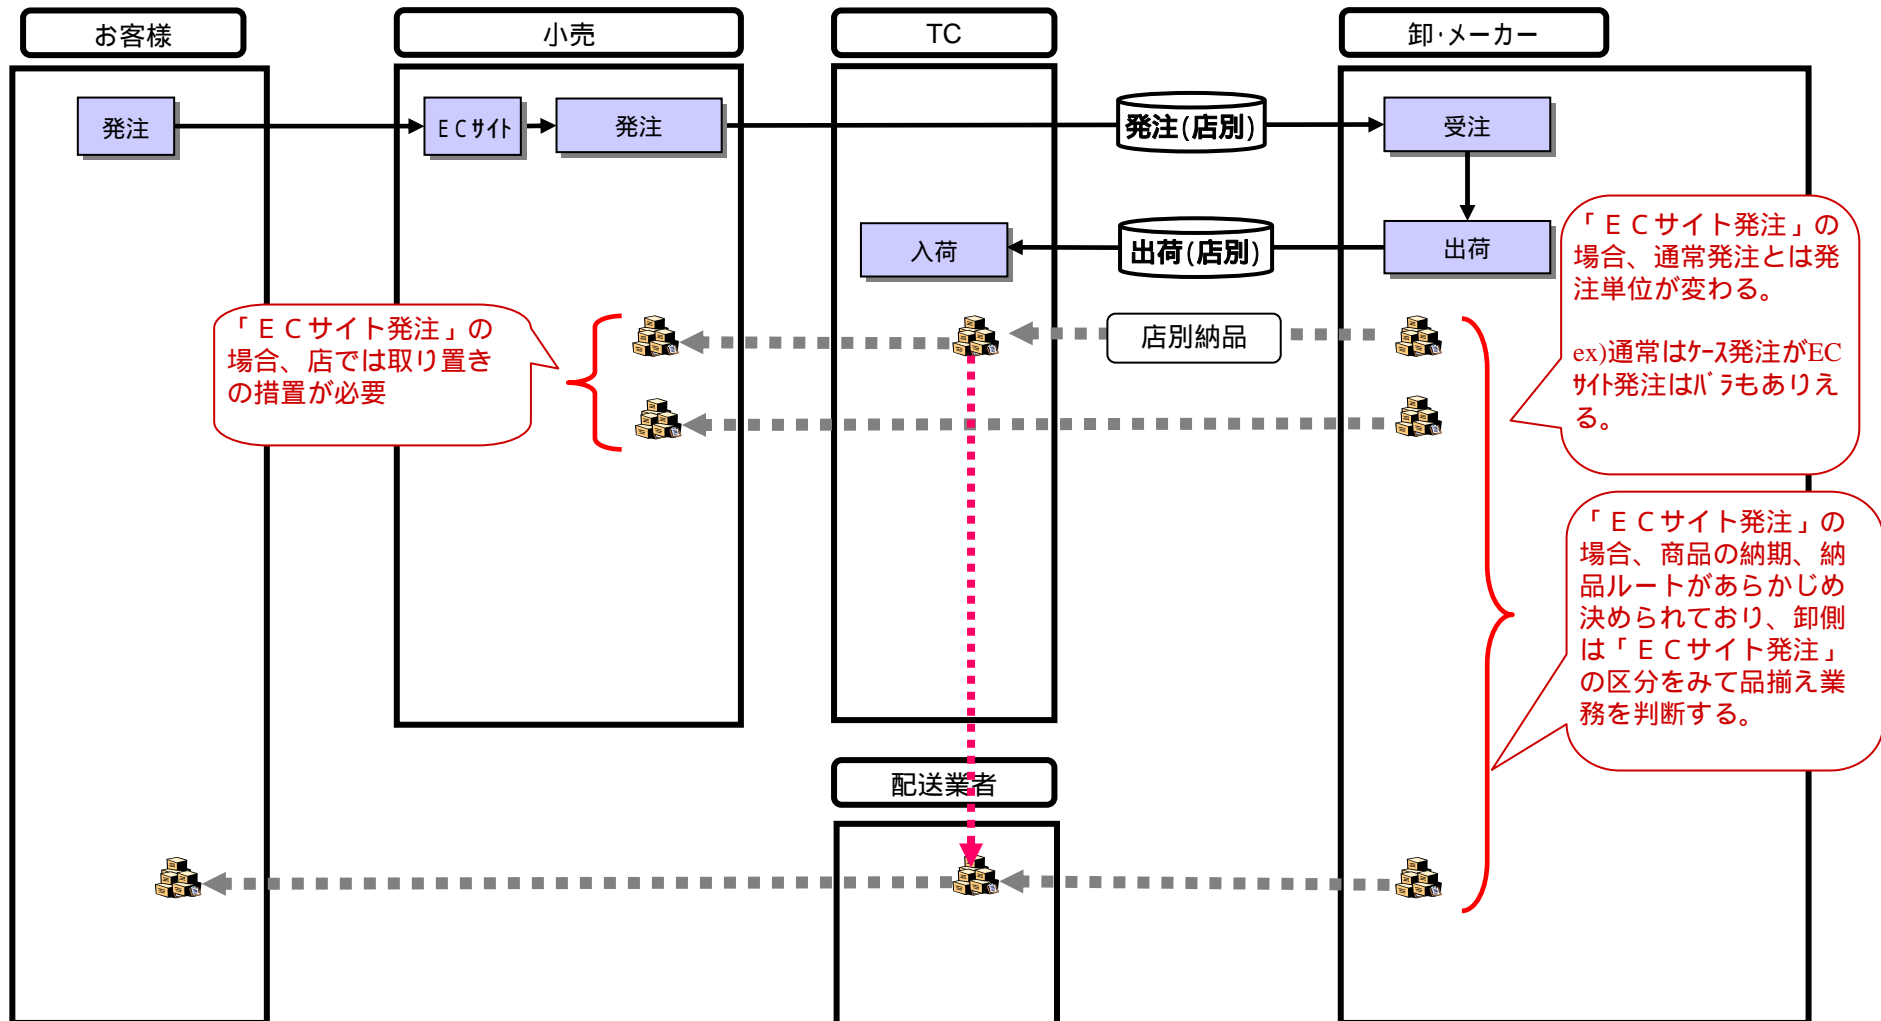 お客様
小売
TC
卸・メーカー
発注
ＥＣサイト
発注
発注(店別)
受注
入荷
出荷(店別)
出荷
「ＥＣサイト発注」の
場合、通常発注とは発
注単位が変わる。
ex)通常はケース発注がEC
サイト発注はバラもありえ
る。
「ＥＣサイト発注」の
場合、店では取り置き
の措置が必要
店別納品
「ＥＣサイト発注」の
場合、商品の納期、納
品ルートがあらかじめ
決められており、卸側
は「ＥＣサイト発注」
の区分をみて品揃え業
務を判断する。
配送業者